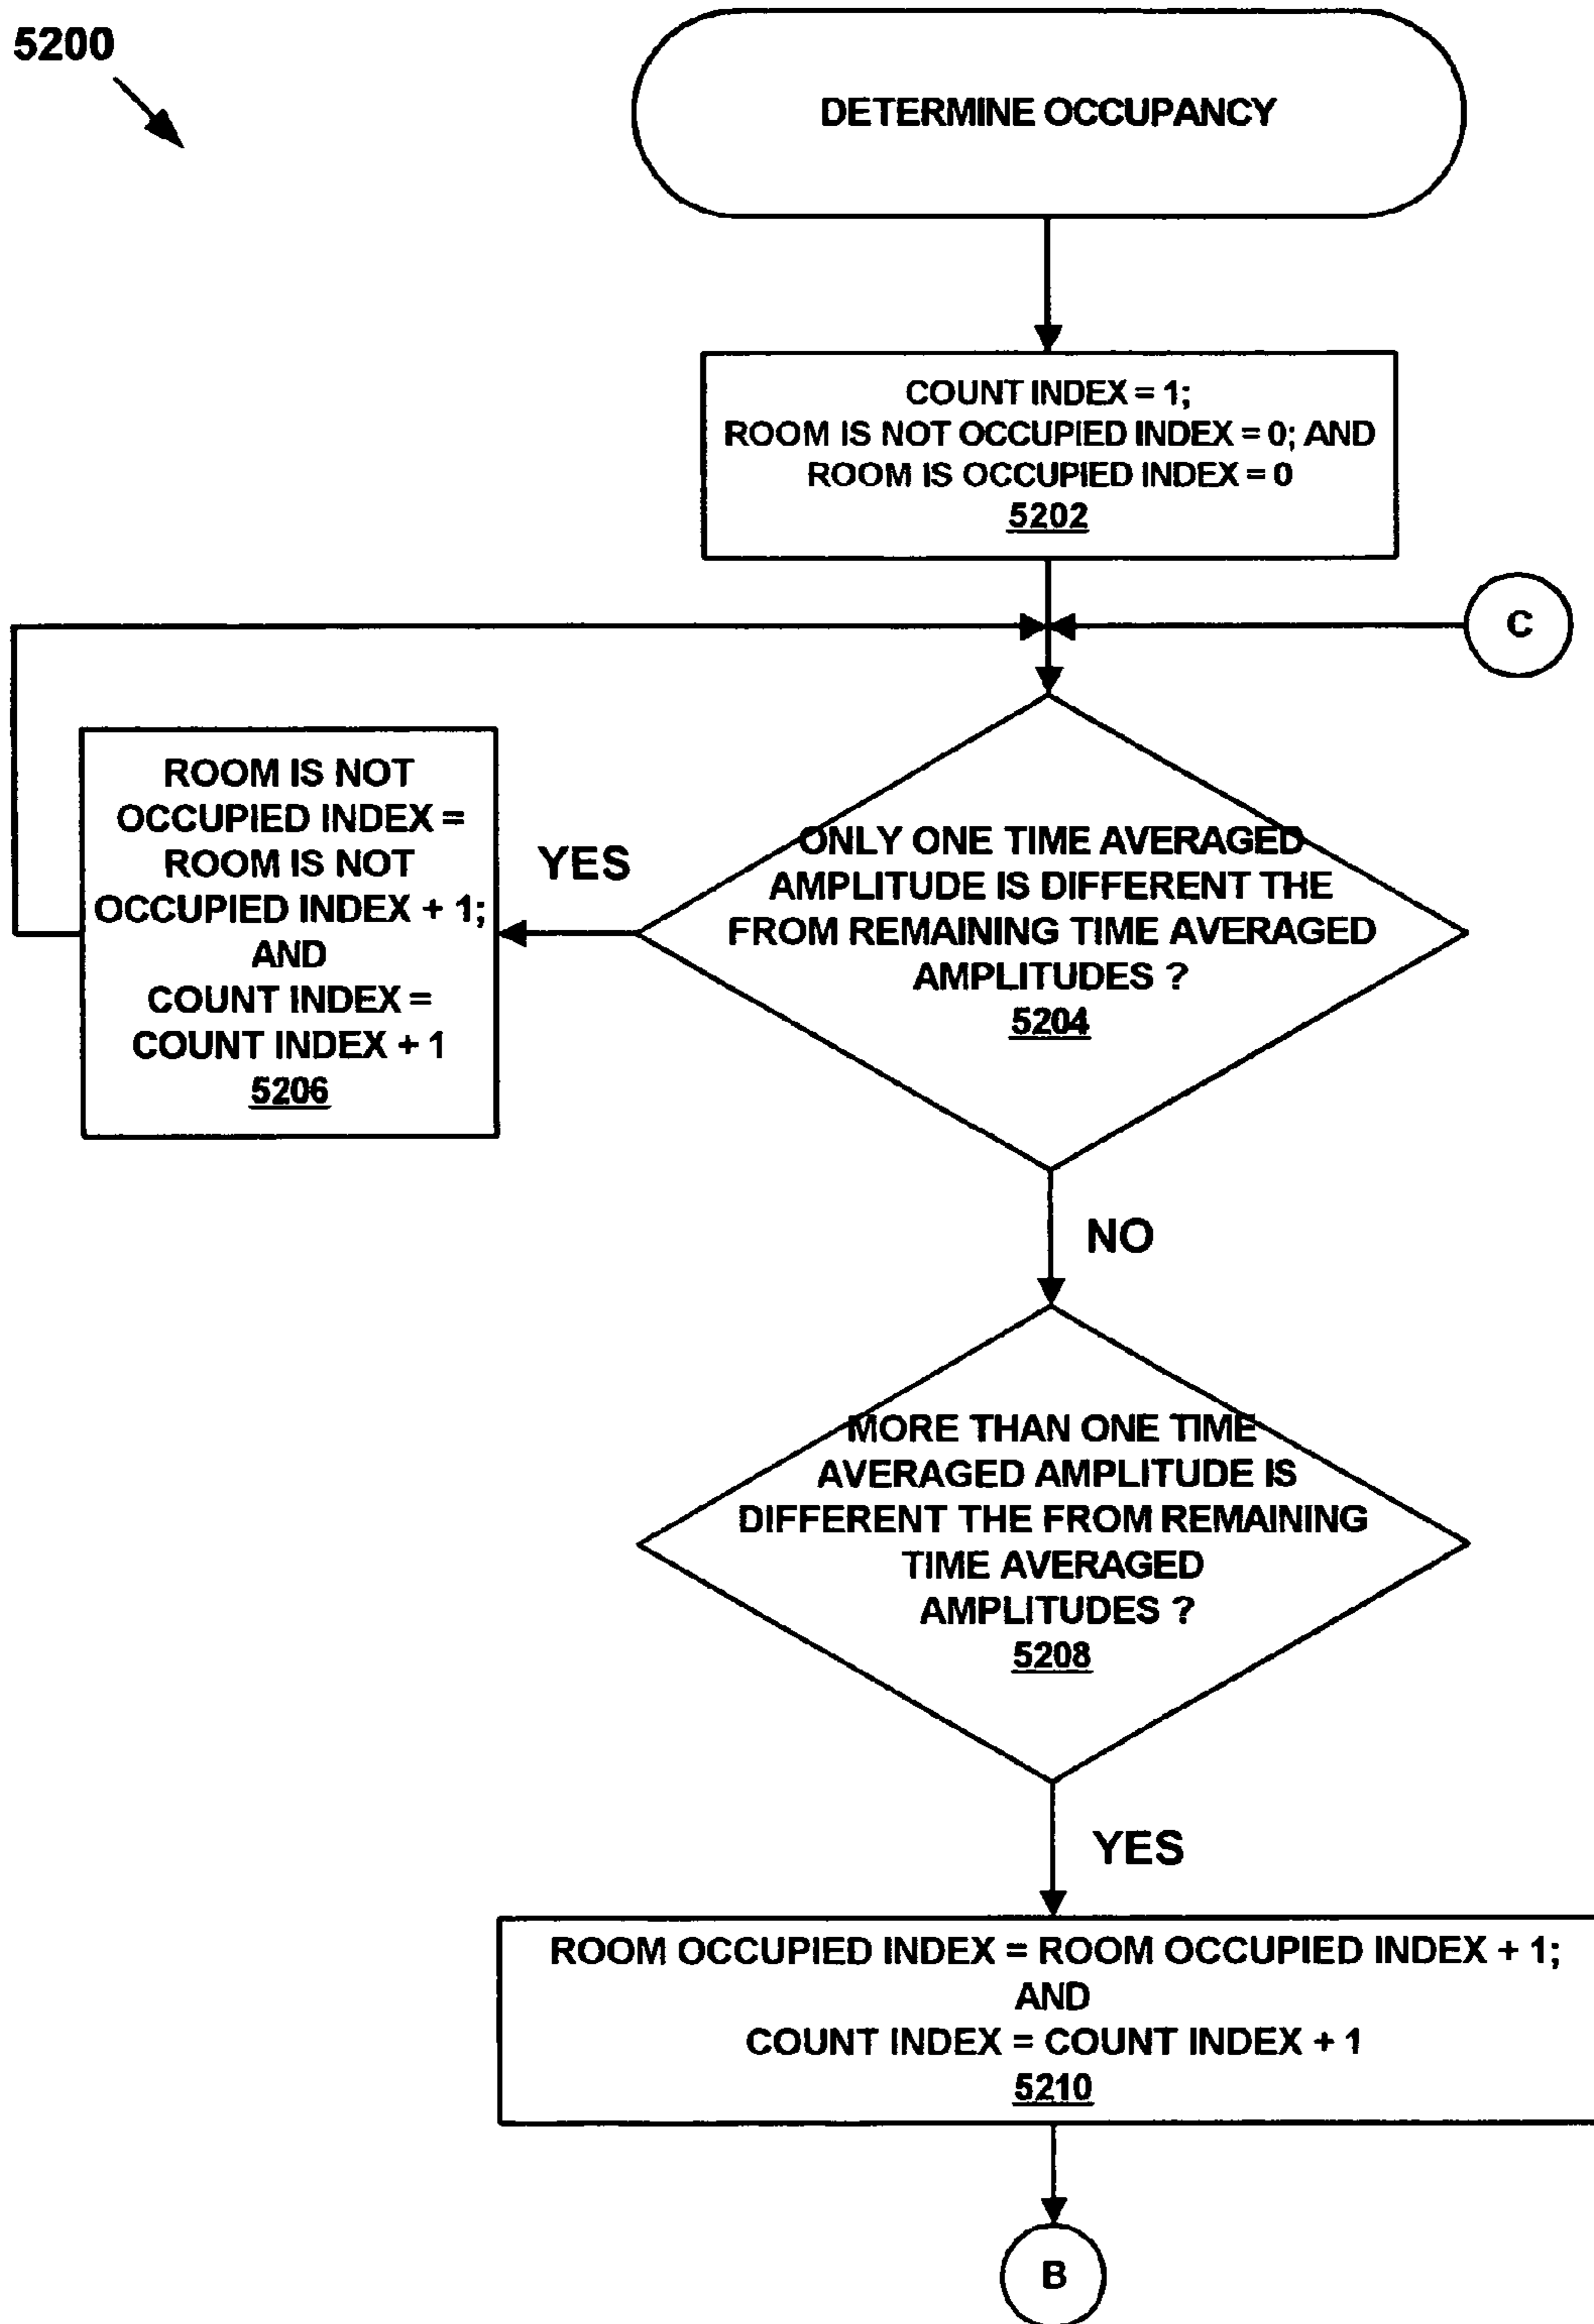 5200
DETERMINE OCCUPANCY
COUNT INDEX = 1;
ROOM IS NOT OCCUPIED INDEX = 0; AND
ROOM IS OCCUPIED INDEX = 0
5202
C
ROOM IS NOT
OCCUPIED INDEX =
ROOM IS NOT
OCCUPIED INDEX + 1;
AND
COUNT INDEX =
COUNT INDEX + 1
5206
YES
ONLY ONE TIME AVERAGED
AMPLITUDE IS DIFFERENT THE
FROM REMAINING TIME AVERAGED
AMPLITUDES ?
5204
NO
MORE THAN ONE TIME
AVERAGED AMPLITUDE IS
DIFFERENT THE FROM REMAINING
TIME AVERAGED
AMPLITUDES ?
5208
YES
ROOM OCCUPIED INDEX = ROOM OCCUPIED INDEX + 1;
AND
COUNT INDEX = COUNT INDEX + 1
5210
B